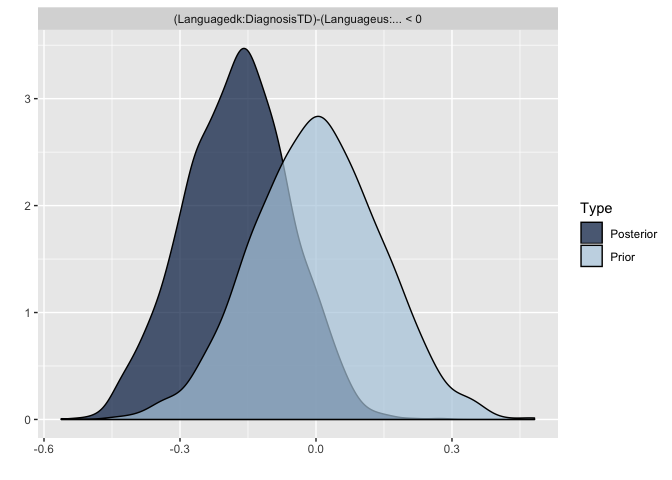 (Languagedk:DiagnosisTD)-(Languageus:... < 0
3
2
1
0
-0.6
-0.3
0.0
0.3
Type
Posterior
Prior